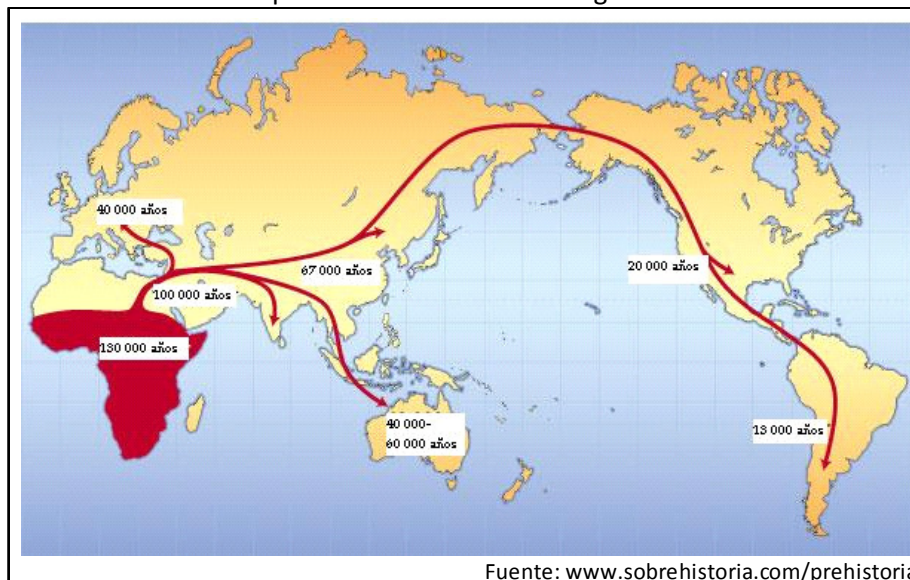 40 000 años
67 000 años
20 000 años
100 000 años
130 000 años
40 000-
60 000 años
13 000 años
Fuente: www.sobrehistoria.com/prehistoria